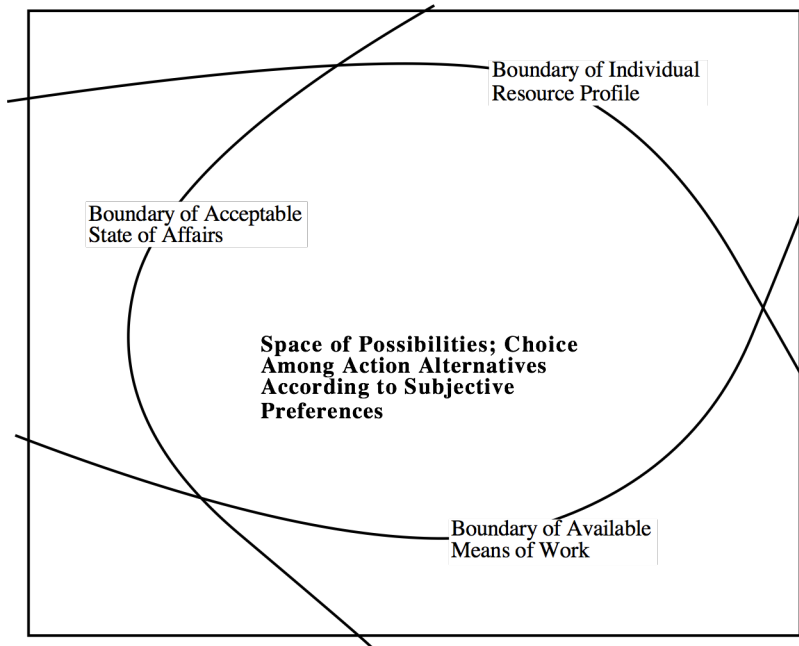 Boundary of Individual
Resource Profile
Boundary of Acceptable
State of Affairs
Space of Possibilities; Choice
Among Action Alternatives
According to Subjective
Preferences
Boundary of Available
Means of Work